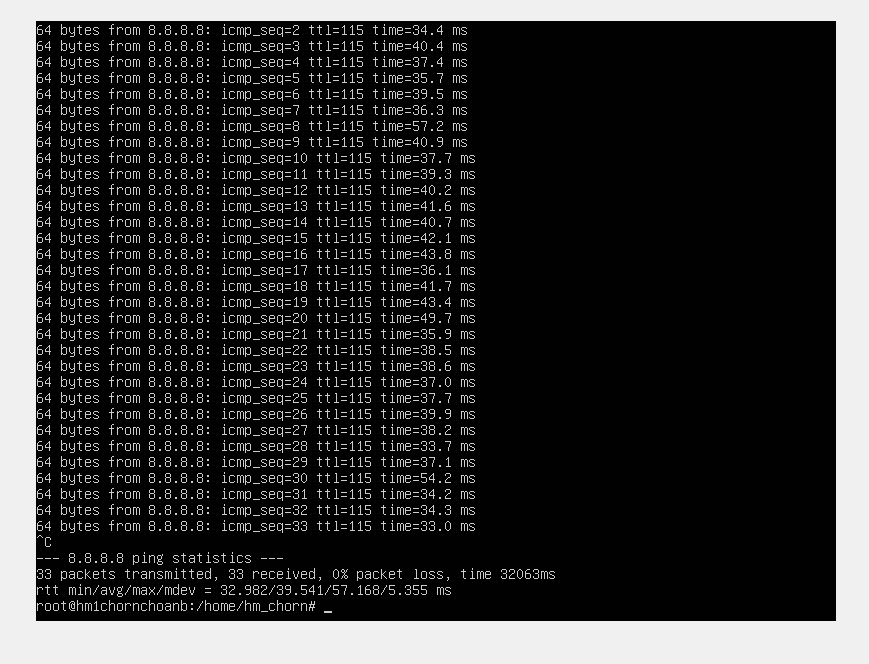 64 bytes from 8.8.8.8: icmp_seq=2 ttl=115 time=34.4 ms
64 bytes from 8.8.8.8: icmp_seq=3 ttl=115 time=40.4 ms
64 bytes from 8.8.8.8: icmp_seq=4 ttl=115 time=37.4 ms
64 bytes from 8.8.8.8: icmp_seq=5 ttl=115 time=35.7 ms
64 bytes from 8.8.8.8: icmp_seq=6 ttl=115 time=39.5 ms
64 bytes from 8.8.8.8: icmp_seq=7 ttl=115 time=36.3 ms
64 bytes from 8.8.8.8: icmp_seq=8 ttl=115 time=57.2 ms
64 bytes from 8.8.8.8: icmp_seq=9 ttl=115 time=40.9 ms
64 bytes from 8.8.8.8: icmp_seq=10 ttl=115 time=37.7 ms
64 bytes from 8.8.8.8: icmp_seq=11 ttl=115 time=39.3 ms
64 bytes from 8.8.8.8: icmp_seq=12 ttl=115 time=40.2 ms
64 bytes from 8.8.8.8: icmp_seq=13 ttl=115 time=41.6 ms
64 bytes from 8.8.8.8: icmp_seq=14 ttl=115 time=40.7 ms
64 bytes from 8.8.8.8: icmp_seq=15 ttl=115 time=42.1 ms
64 bytes from 8.8.8.8: icmp_seq=16 ttl=115 time=43.8 ms
64 bytes from 8.8.8.8: icmp_seq=17 ttl=115 time=36.1 ms
64 bytes from 8.8.8.8: icmp_seq=18 ttl=115 time=41.7 ms
64 bytes from 8.8.8.8: icmp_seq=19 ttl=115 time=43.4 ms
64 bytes from 8.8.8.8: icmp_seq=20 ttl=115 time=49.7 ms
64 bytes from 8.8.8.8: icmp_seq=21 ttl=115 time=35.9 ms
64 bytes from 8.8.8.8: icmp_seq=22 ttl=115 time=38.5 ms
64 bytes from 8.8.8.8: icmp_seq=23 ttl=115 time=38.6 ms
64 bytes from 8.8.8.8: icmp_seq=24 ttl=115 time=37.0 ms
64 bytes from 8.8.8.8: icmp_seq=25 ttl=115 time=37.7 ms
64 bytes from 8.8.8.8: icmp_seq=26 ttl=115 time=39.9 ms
64 bytes from 8.8.8.8: icmp_seq=27 ttl=115 time=38.2 ms
64 bytes from 8.8.8.8: icmp_seq=28 ttl=115 time=33.7 ms
64 bytes from 8.8.8.8: icmp_seq=29 ttl=115 time=37.1 ms
64 bytes from 8.8.8.8: icmp_seq=30 ttl=115 time=54.2 ms
64 bytes from 8.8.8.8: icmp_seq=31 ttl=115 time=34.2 ms
64 bytes from 8.8.8.8: icmp_seq=32 ttl=115 time=34.3 ms
64 bytes from 8.8.8.8: icmp_seq=33 ttl=115 time=33.0 ms
^C
--- 8.8.8.8 ping statistics ---
33 packets transmitted, 33 received, 0% packet loss, time 32063ms
rtt min/avg/max/mdev = 32.982/39.541/57.168/5.355 ms
root@hm1chornchoanb:/home/hm_chorn# _